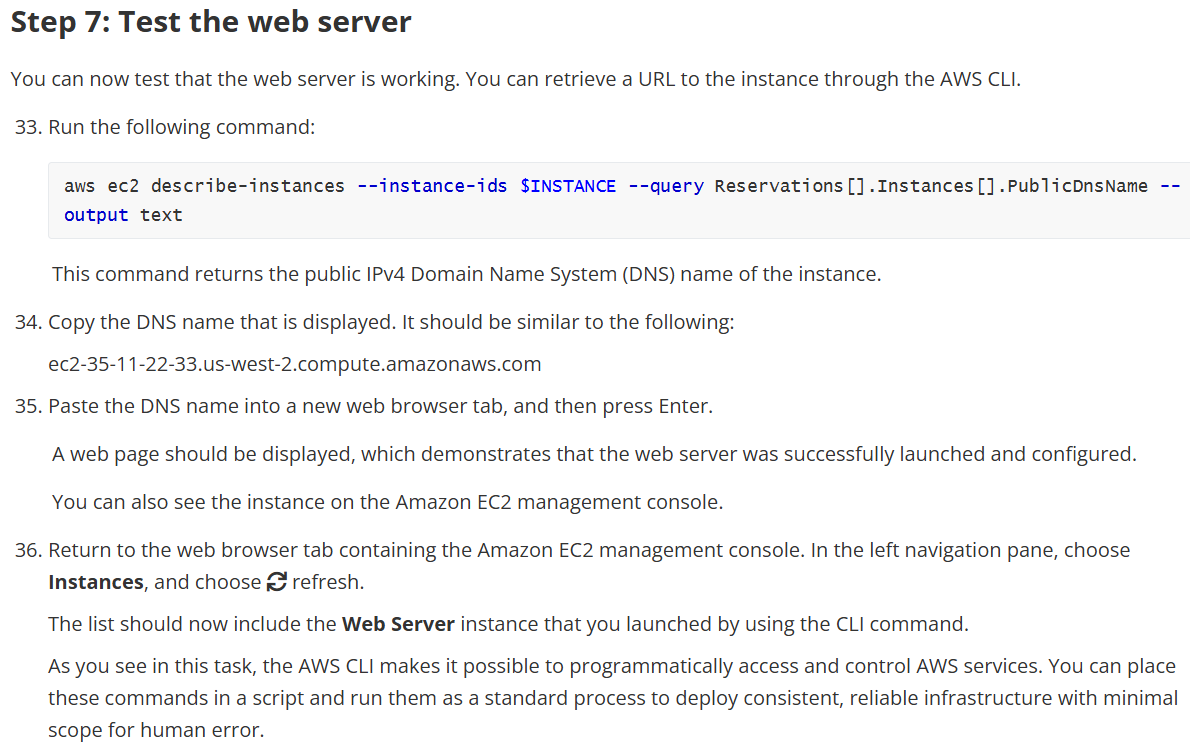 Step 7: Test the web server
You can now test that the web server is working. You can retrieve a URL to the instance through the AWS CLI.
33. Run the following command:
aws ec2 describe-instances --instance-ids $INSTANCE --query Reservations[].Instances[].PublicDnsName --
output text
This command returns the public IPv4 Domain Name System (DNS) name of the instance.
34. Copy the DNS name that is displayed. It should be similar to the following:
ec2-35-11-22-33.us-west-2.compute.amazonaws.com
35. Paste the DNS name into a new web browser tab, and then press Enter.
A web page should be displayed, which demonstrates that the web server was successfully launched and configured.
You can also see the instance on the Amazon EC2 management console.
36. Return to the web browser tab containing the Amazon EC2 management console. In the left navigation pane, choose
Instances, and choose refresh.
The list should now include the Web Server instance that you launched by using the CLI command.
As you see in this task, the AWS CLI makes it possible to programmatically access and control AWS services. You can place
these commands in a script and run them as a standard process to deploy consistent, reliable infrastructure with minimal
scope for human error.